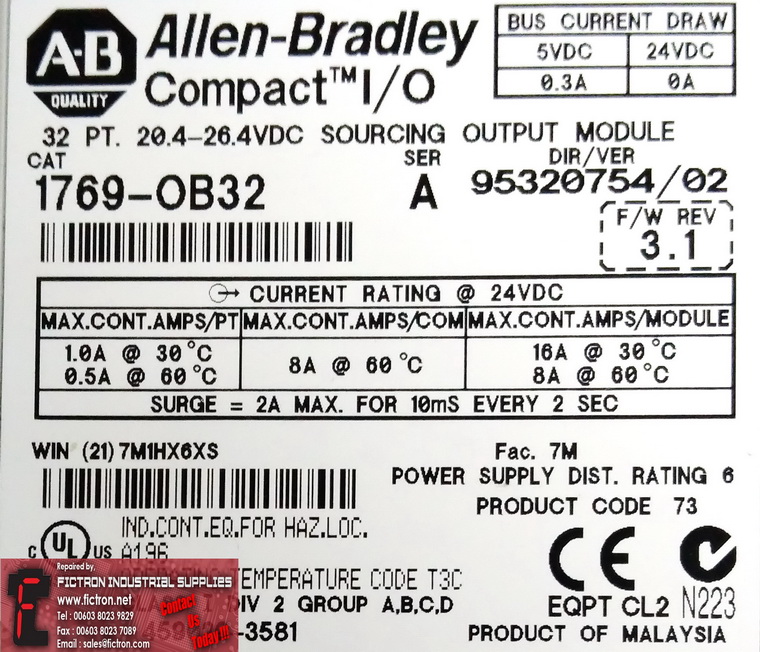 A-B
QUALITY
Allen-Bradley
Compact™ I/O
BUS CURRENT DRAW
5VDC 24VDC
0.3A 0A
32 PT. 20.4-26.4VDC SOURCING OUTPUT MODULE
CAT SER DIR/VER
1769-OB32 A 95320754/02
F/W REV
3.1
CURRENT RATING @ 24VDC
MAX.CONT.AMPS/PT MAX.CONT.AMPS/COM MAX.CONT.AMPS/MODULE
1.0A @ 30°C
0.5A @ 60°C
8A @ 60°C
16A @ 30°C
8A @ 60°C
SURGE = 2A MAX. FOR 10mS EVERY 2 SEC
WIN (21) 7M1HX6XS
Fac. 7M
POWER SUPPLY DIST. RATING 6
PRODUCT CODE 73
IND.CONT.EQ.FOR HAZ.LOC.
C UL US A196
TEMPERATURE CODE T3C
DIV 2 GROUP A,B,C,D
-3581
CE
EQPT CL2 N223
PRODUCT OF MALAYSIA
Repaired by,
FICTRON INDUSTRIAL SUPPLIES
www.fictron.net
Tel : 00603 8023 9829
Fax : 00603 8023 7089
Email : sales@fictron.com
Contact
Us
Today!!!